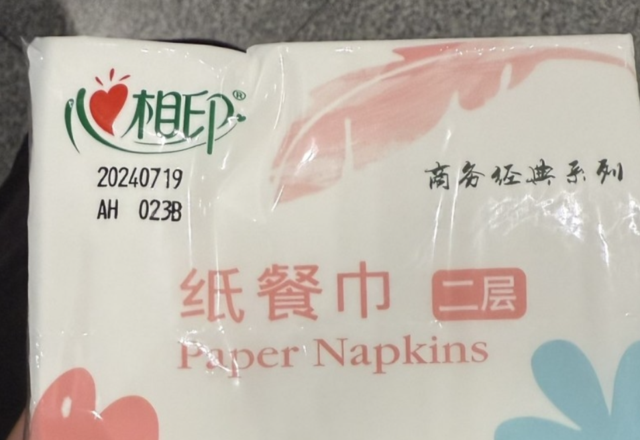 心相印®
20240719
AH 023B
商务经典系列
纸餐巾 二层
Paper Napkins